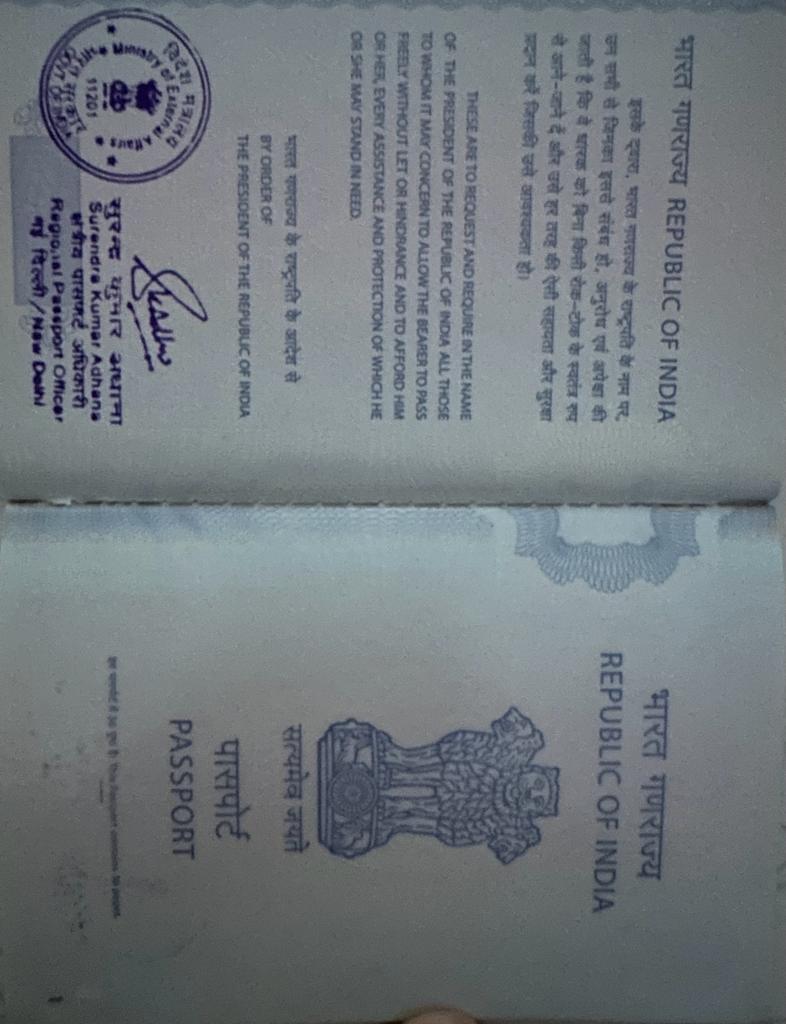 भारत गणराज्य REPUBLIC OF INDIA
इसके द्वारा, भारत गणराज्य के राष्ट्रपति के नाम पर,
उन सभी से जिनका इससे संबंध हो, अनुरोध एवं अपेक्षा की
जाती है कि वे धारक को बिना किसी रोक-टोक के स्वतंत्र रूप
से आने-जाने दें और उसे हर तरह की ऐसी सहायता और सुरक्षा
प्रदान करें जिसकी उसे आवश्यकता हो।
THESE ARE TO REQUEST AND REQUIRE IN THE NAME
OF THE PRESIDENT OF THE REPUBLIC OF INDIA ALL THOSE
TO WHOM IT MAY CONCERN TO ALLOW THE BEARER TO PASS
FREELY WITHOUT LET OR HINDRANCE AND TO AFFORD HIM
OR HER, EVERY ASSISTANCE AND PROTECTION OF WHICH HE
OR SHE MAY STAND IN NEED.
भारत गणराज्य के राष्ट्रपति के आदेश से
BY ORDER OF
THE PRESIDENT OF THE REPUBLIC OF INDIA
विदेश मंत्रालय
Ministry of External Affairs
11201
भारत सरकार
GOVT OF INDIA
सुरेन्द्र कुमार अधाना
Surendra Kumar Adhana
क्षेत्रीय पासपोर्ट अधिकारी
Regional Passport Officer
नई दिल्ली / New Delhi
भारत गणराज्य
REPUBLIC OF INDIA
सत्यमेव जयते
पासपोर्ट
PASSPORT
This Passport contains pages.
1